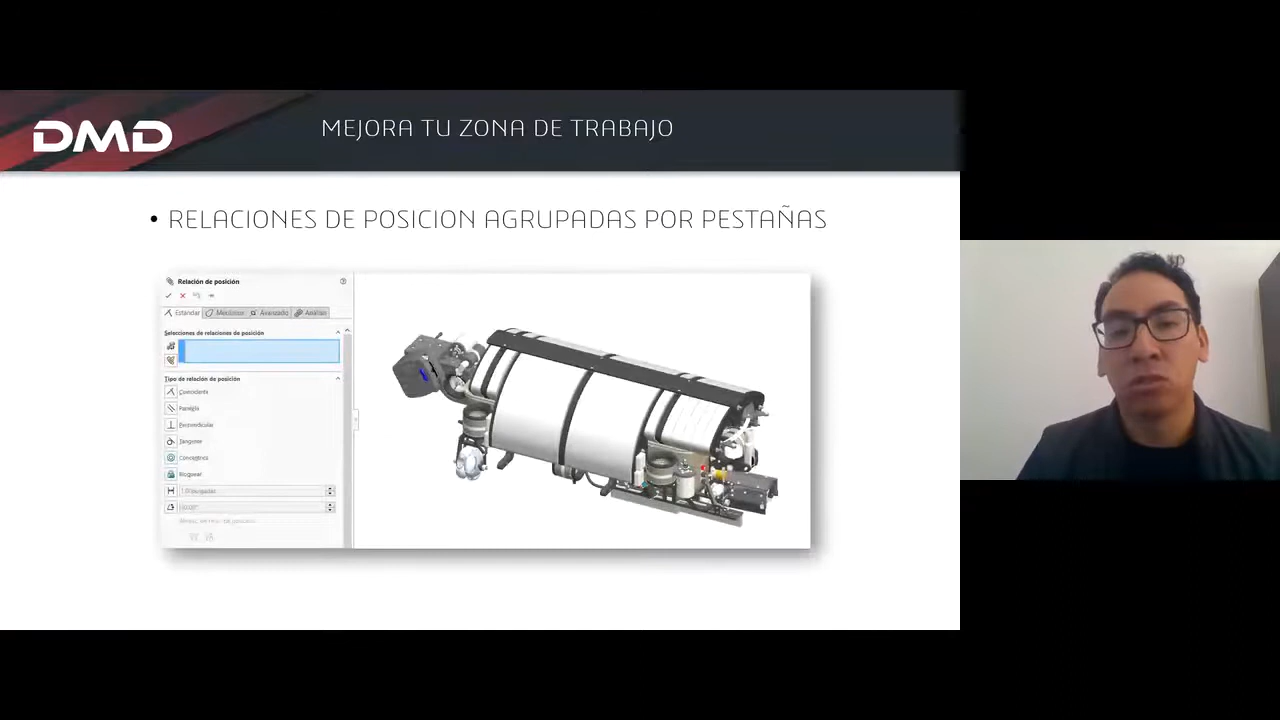 DMD
MEJORA TU ZONA DE TRABAJO
• RELACIONES DE POSICION AGRUPADAS POR PESTAÑAS
Relación de posición
Estándar Mecánicos Avanzado Análisis
Selecciones de relaciones de posición
Tipo de relación de posición
Coincidente
Paralela
Perpendicular
Tangente
Concéntrica
Bloquear